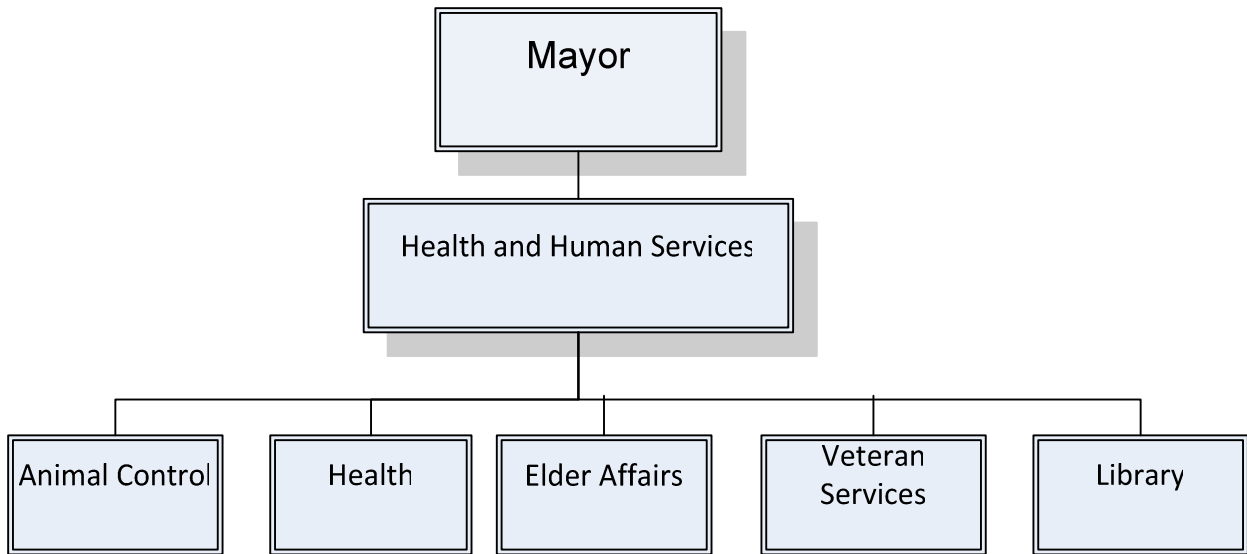 Mayor
Health and Human Services
Animal Control
Health
Elder Affairs
Veteran
Services
Library